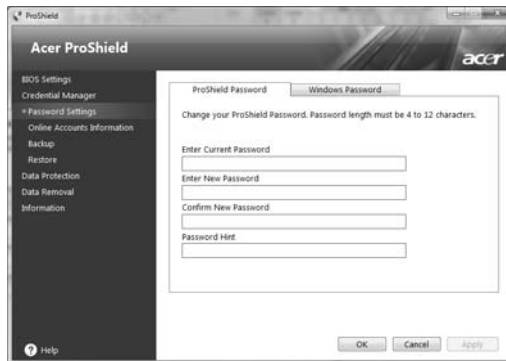 ProShield
Acer ProShield
acer
BIOS Settings
Credential Manager
Password Settings
Online Accounts Information
Backup
Restore
Data Protection
Data Removal
Information
ProShield Password
Windows Password
Change your ProShield Password. Password length must be 4 to 12 characters.
Enter Current Password
Enter New Password
Confirm New Password
Password Hint
? Help
OK
Cancel
Apply